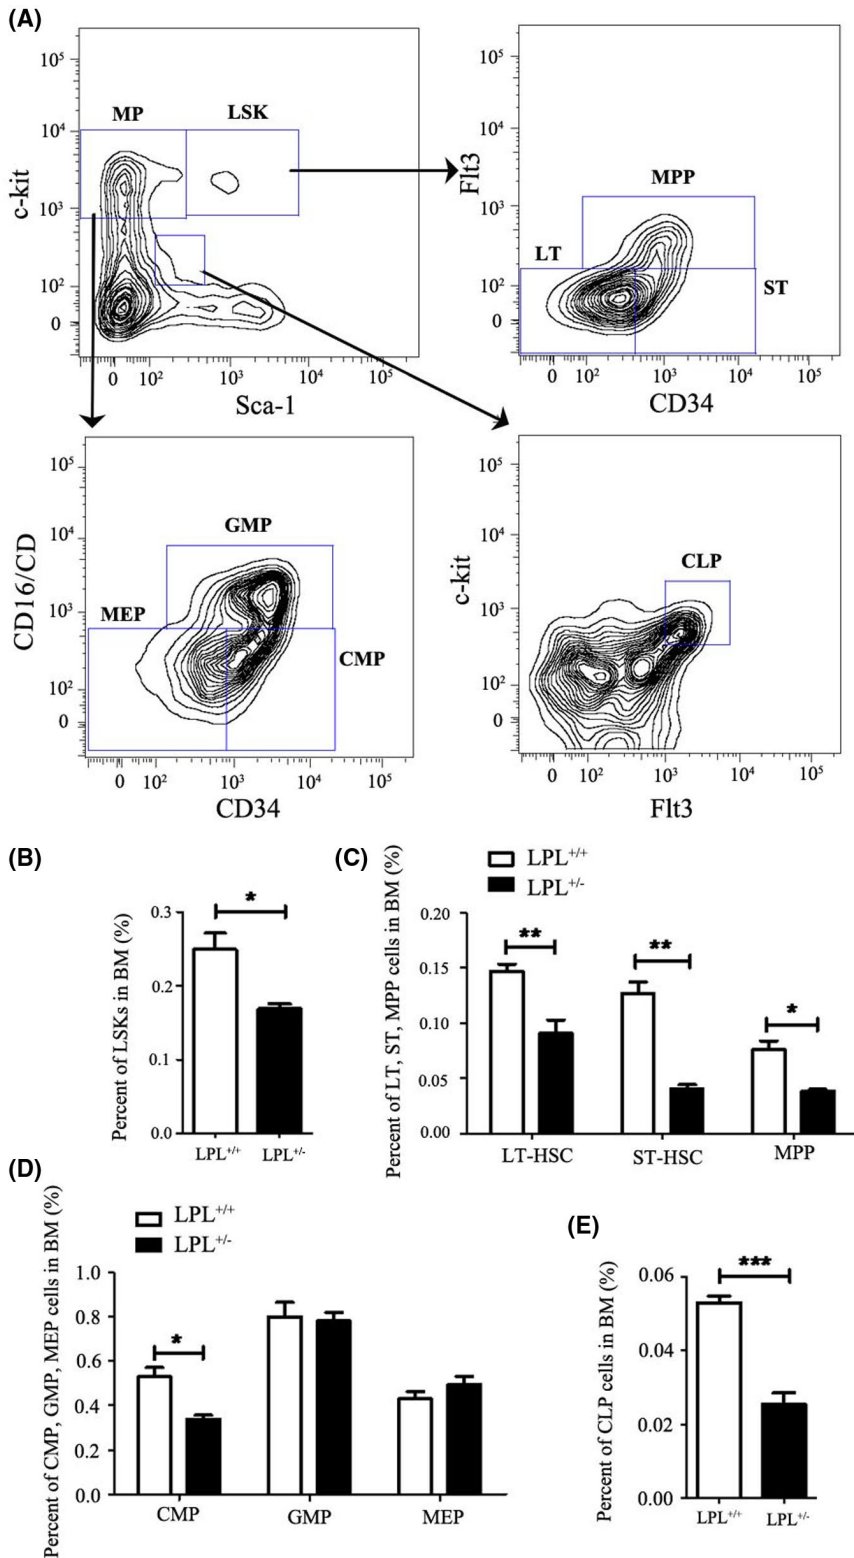 (A)
MP
LSK
c-kit
10⁵
10⁴
10³
10²
0
0
10²
10³
10⁴
10⁵
Sca-1
MPP
LT
ST
Flt3
10⁵
10⁴
10³
10²
0
0
10²
10³
10⁴
10⁵
CD34
GMP
MEP
CMP
CD16/CD
10⁵
10⁴
10³
10²
0
0
10²
10³
10⁴
10⁵
CD34
CLP
c-kit
10⁵
10⁴
10³
10²
0
0
10²
10³
10⁴
10⁵
Flt3
(B)
Percent of LSKs in BM (%)
0.3
0.2
0.1
0.0
*
LPL+/+
LPL+/-
(C)
LPL+/+
LPL+/-
Percent of LT, ST, MPP cells in BM (%)
0.20
0.15
0.10
0.05
0.00
**
**
*
LT-HSC
ST-HSC
MPP
(D)
LPL+/+
LPL+/-
Percent of CMP, GMP, MEP cells in BM (%)
1.0
0.8
0.6
0.4
0.2
0.0
*
CMP
GMP
MEP
(E)
Percent of CLP cells in BM (%)
0.06
0.04
0.02
0.00
***
LPL+/+
LPL+/-